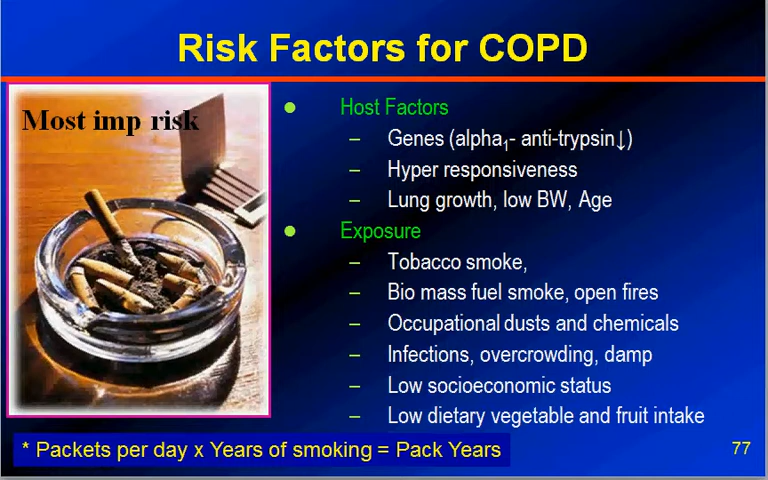 Risk Factors for COPD
Most imp risk
● Host Factors
– Genes (alpha1- anti-trypsin↓)
– Hyper responsiveness
– Lung growth, low BW, Age
● Exposure
– Tobacco smoke,
– Bio mass fuel smoke, open fires
– Occupational dusts and chemicals
– Infections, overcrowding, damp
– Low socioeconomic status
– Low dietary vegetable and fruit intake
* Packets per day x Years of smoking = Pack Years
77